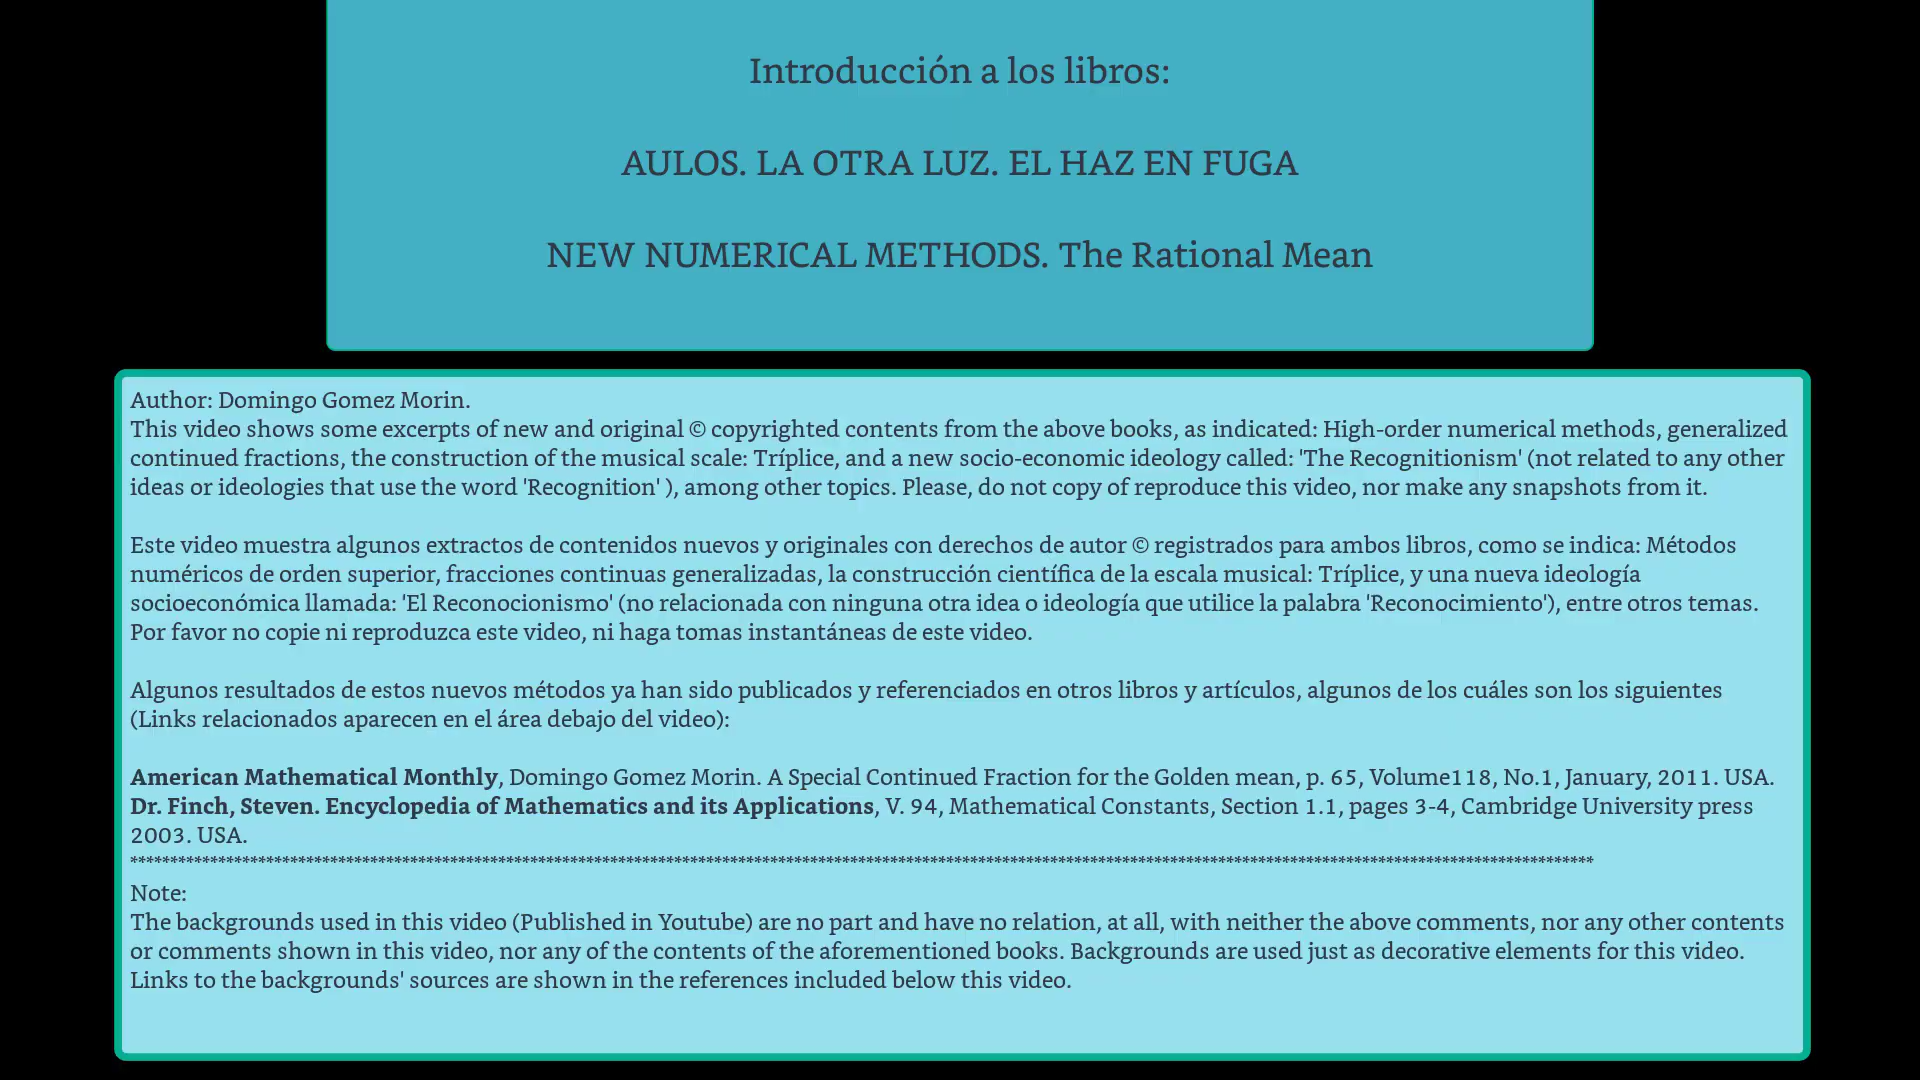 Introducción a los libros:
AULOS. LA OTRA LUZ. EL HAZ EN FUGA
NEW NUMERICAL METHODS. The Rational Mean
Author: Domingo Gomez Morin.
This video shows some excerpts of new and original © copyrighted contents from the above books, as indicated: High-order numerical methods, generalized
continued fractions, the construction of the musical scale: Tríplice, and a new socio-economic ideology called: 'The Recognitionism' (not related to any other
ideas or ideologies that use the word 'Recognition' ), among other topics. Please, do not copy of reproduce this video, nor make any snapshots from it.
Este video muestra algunos extractos de contenidos nuevos y originales con derechos de autor © registrados para ambos libros, como se indica: Métodos
numéricos de orden superior, fracciones continuas generalizadas, la construcción científica de la escala musical: Tríplice, y una nueva ideología
socioeconómica llamada: 'El Reconocionismo' (no relacionada con ninguna otra idea o ideología que utilice la palabra 'Reconocimiento'), entre otros temas.
Por favor no copie ni reproduzca este video, ni haga tomas instantáneas de este video.
Algunos resultados de estos nuevos métodos ya han sido publicados y referenciados en otros libros y artículos, algunos de los cuáles son los siguientes
(Links relacionados aparecen en el área debajo del video):
American Mathematical Monthly, Domingo Gomez Morin. A Special Continued Fraction for the Golden mean, p. 65, Volume118, No.1, January, 2011. USA.
Dr. Finch, Steven. Encyclopedia of Mathematics and its Applications, V. 94, Mathematical Constants, Section 1.1, pages 3-4, Cambridge University press
2003. USA.
***********************************************************************************************************************************************************************************
Note:
The backgrounds used in this video (Published in Youtube) are no part and have no relation, at all, with neither the above comments, nor any other contents
or comments shown in this video, nor any of the contents of the aforementioned books. Backgrounds are used just as decorative elements for this video.
Links to the backgrounds' sources are shown in the references included below this video.